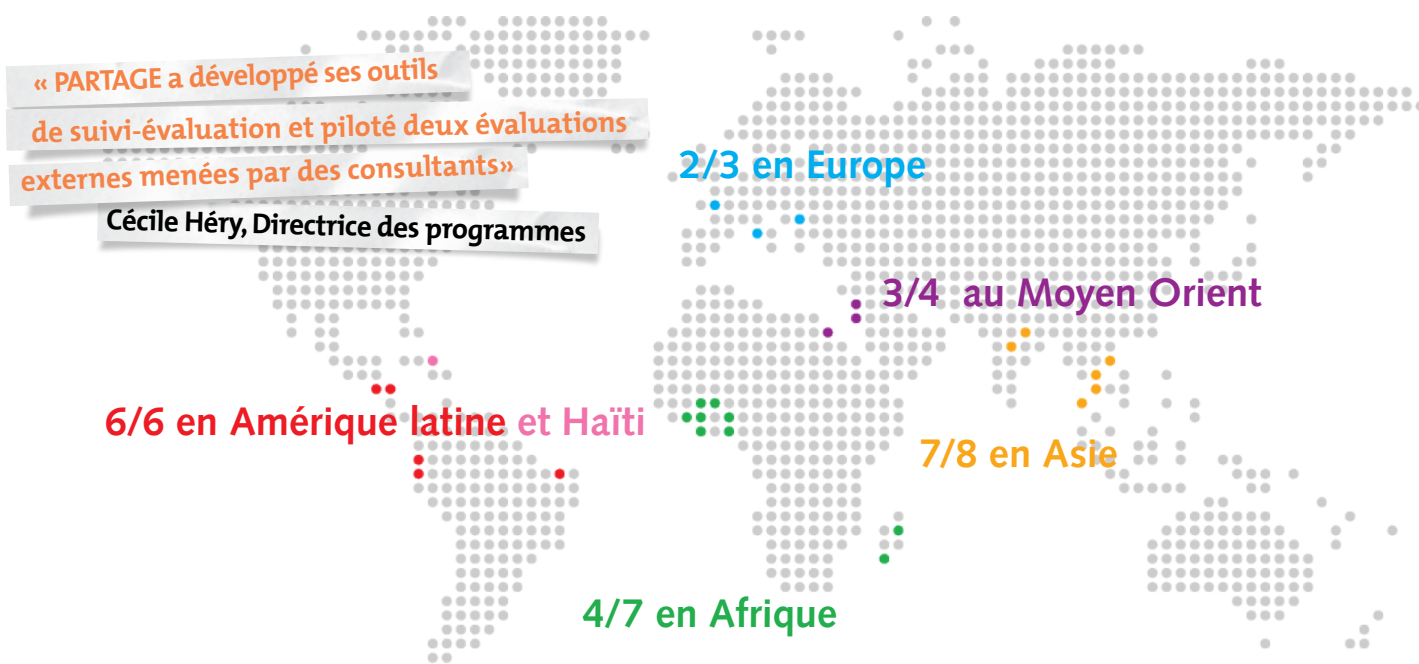 « PARTAGE a développé ses outils
de suivi-évaluation et piloté deux évaluations
externes menées par des consultants»
Cécile Héry, Directrice des programmes
2/3 en Europe
3/4 au Moyen Orient
6/6 en Amérique latine et Haïti
7/8 en Asie
4/7 en Afrique